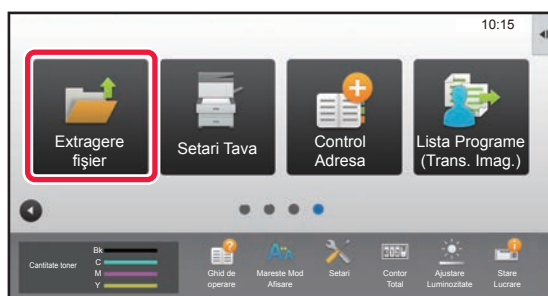 10:15
Extragere
fișier
Setari Tava
Control
Adresa
Lista Programe
(Trans. Imag.)
Cantitate toner
Bk
C
M
Y
Ghid de
operare
Mareste Mod
Afisare
Setari
Contor
Total
Ajustare
Luminozitate
Stare
Lucrare